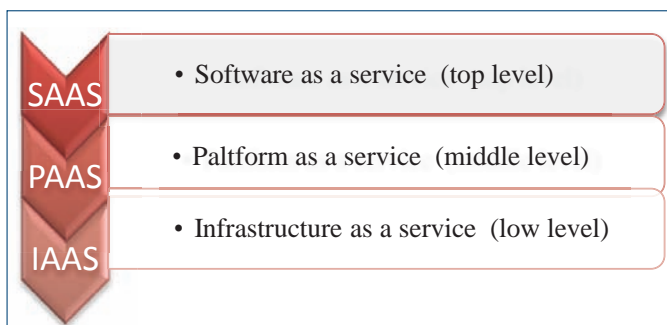 SAAS
• Software as a service (top level)
PAAS
• Paltform as a service (middle level)
IAAS
• Infrastructure as a service (low level)